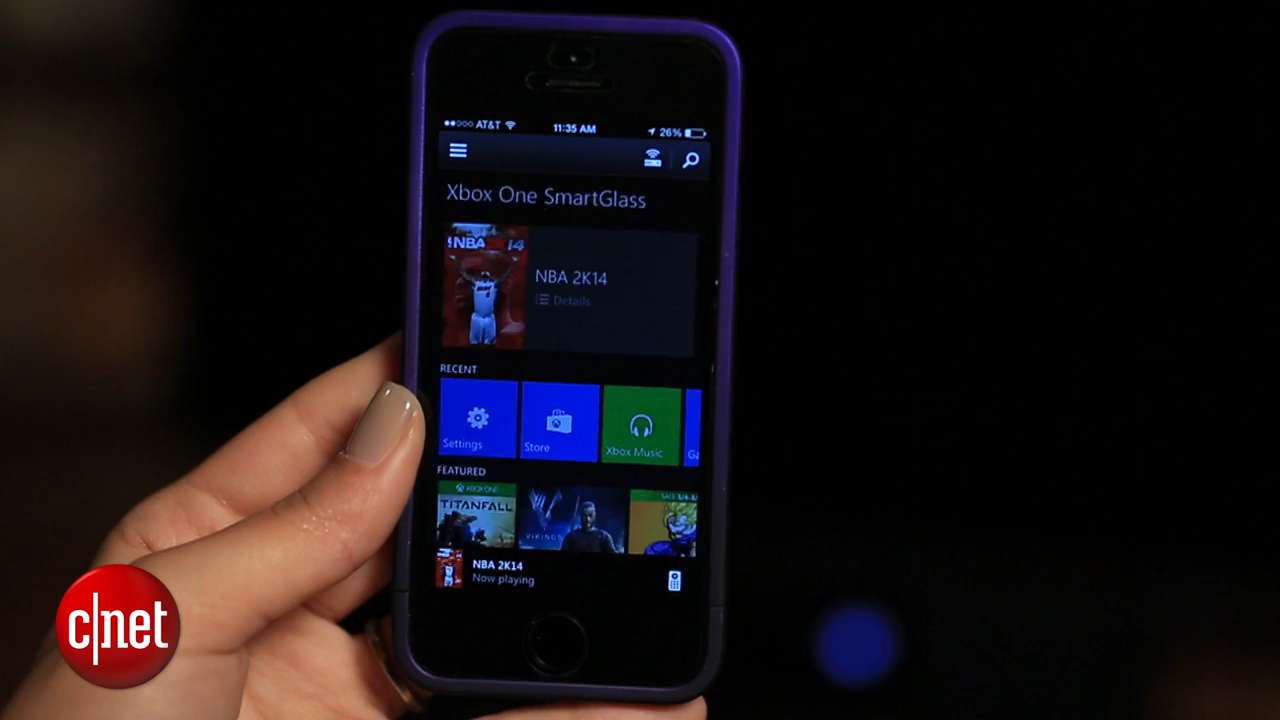 AT&T 11:35 AM 26%
Xbox One SmartGlass
NBA 14
NBA 2K14
Details
RECENT
Settings
Store
Xbox Music
FEATURED
XBOX ONE
TITANFALL
VIKINGS
NBA 2K14
Now playing
c|net